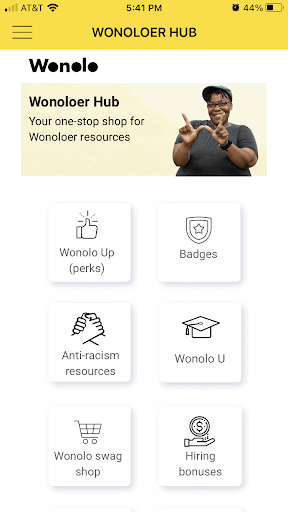 AT&T 5:41 PM 44%
WONOLOER HUB
Wonolo
Wonoloer Hub
Your one-stop shop for
Wonoloer resources
Wonolo Up
(perks)
Badges
Anti-racism
resources
Wonolo U
Wonolo swag
shop
Hiring
bonuses